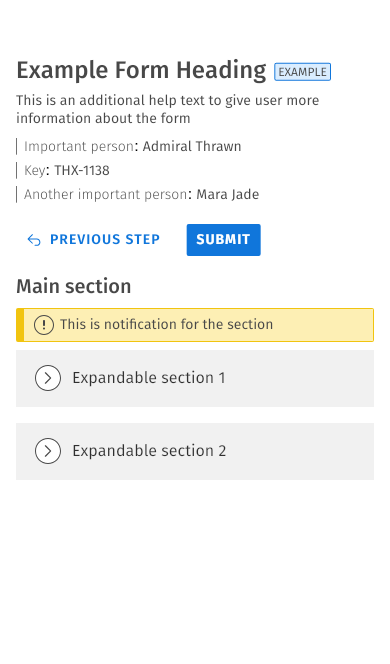 Example Form Heading EXAMPLE
This is an additional help text to give user more
information about the form
Important person: Admiral Thrawn
Key: THX-1138
Another important person: Mara Jade
PREVIOUS STEP SUBMIT
Main section
This is notification for the section
Expandable section 1
Expandable section 2